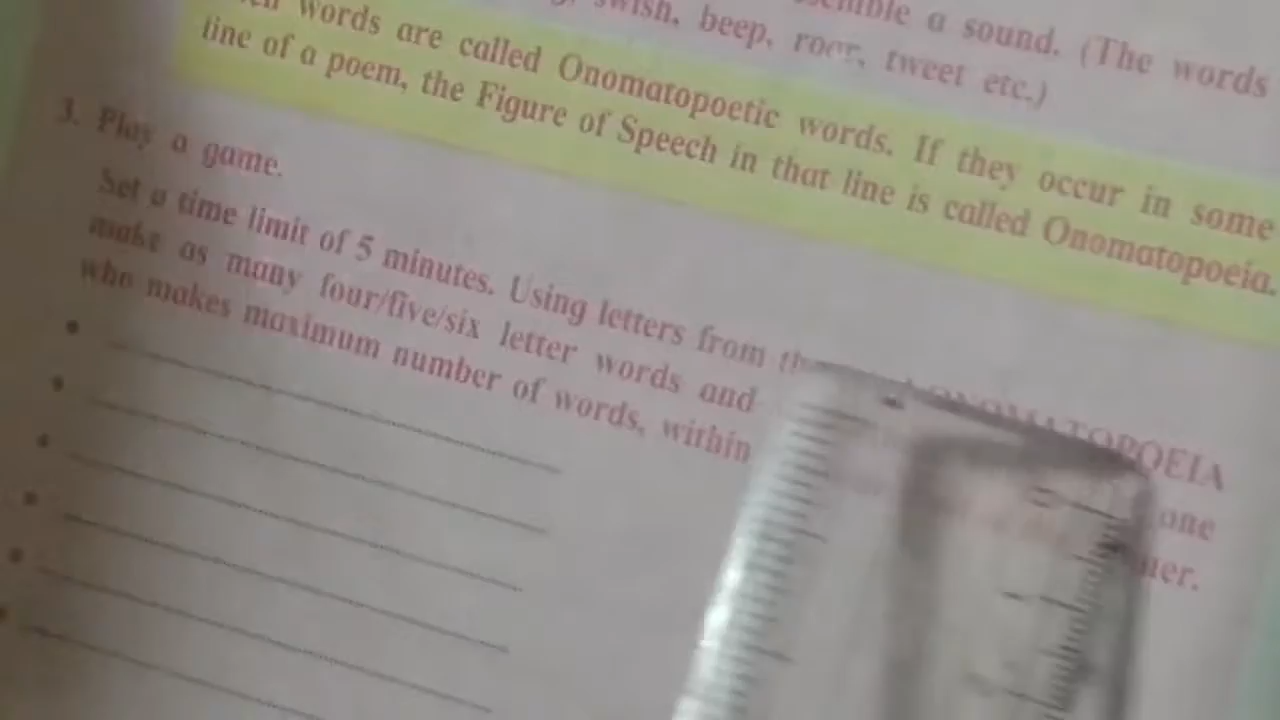 a sound. (The words
swish, beep, roar, tweet etc.)
words are called Onomatopoetic words. If they occur in some
line of a poem, the Figure of Speech in that line is called Onomatopoeia.
3. Play a game.
Set a time limit of 5 minutes. Using letters from ONOMATOPOEIA
make as many four/five/six letter words and one
who makes maximum number of words, within